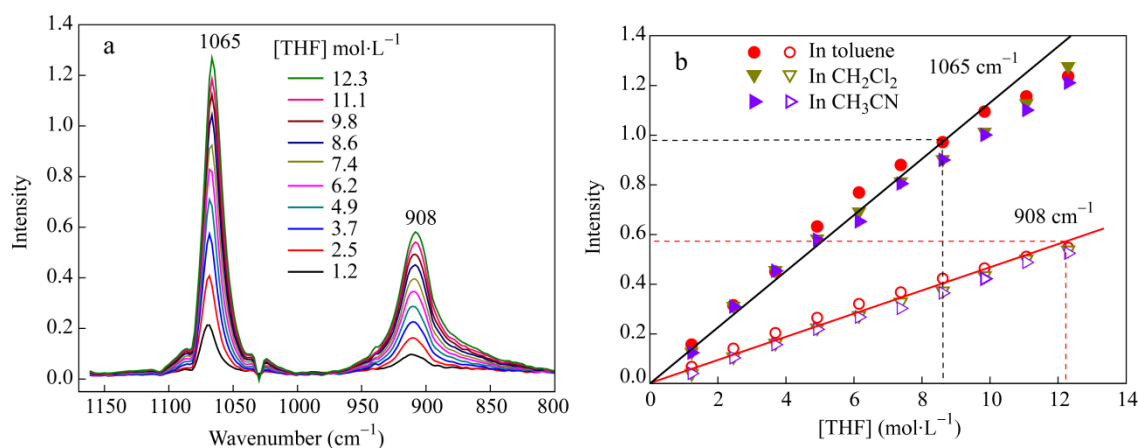 a
1065
908
[THF] mol·L⁻¹
12.3
11.1
9.8
8.6
7.4
6.2
4.9
3.7
2.5
1.2
Intensity
1.4
1.2
1.0
0.8
0.6
0.4
0.2
0.0
1150 1100 1050 1000 950 900 850 800
Wavenumber (cm⁻¹)
b
In toluene
In CH₂Cl₂
In CH₃CN
1065 cm⁻¹
908 cm⁻¹
Intensity
1.4
1.2
1.0
0.8
0.6
0.4
0.2
0.0
0 2 4 6 8 10 12 14
[THF] (mol·L⁻¹)